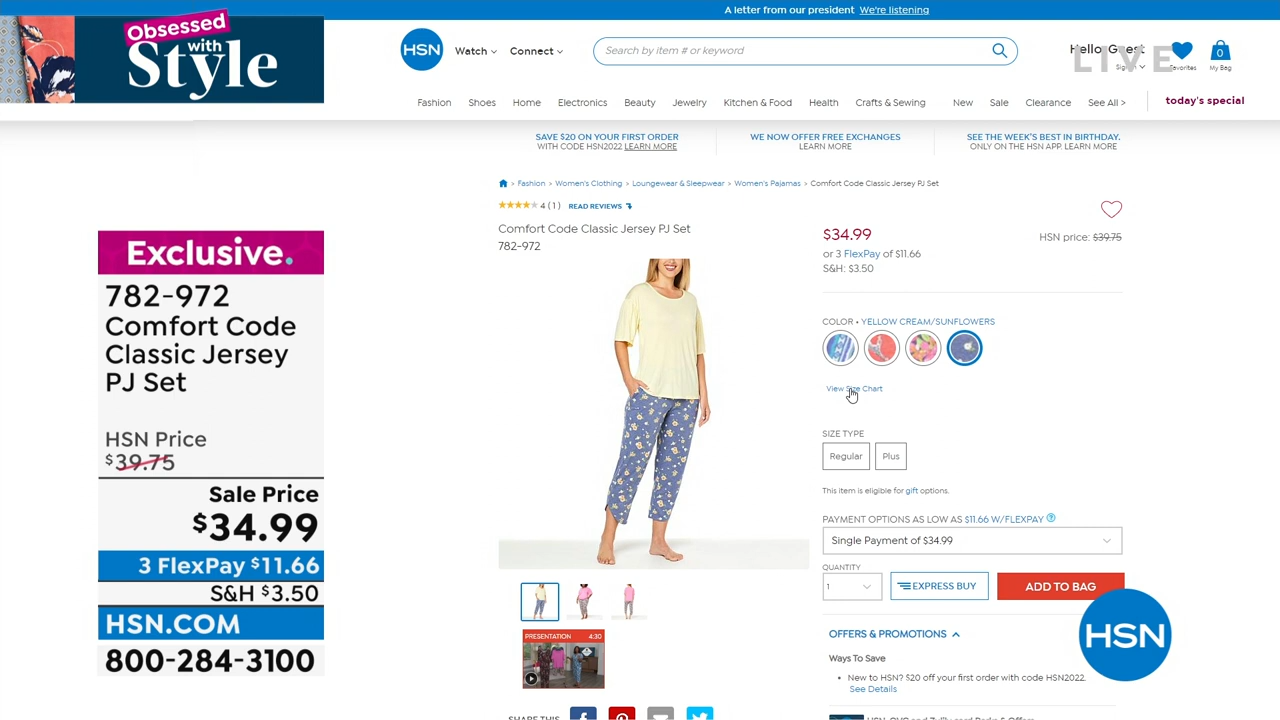 A letter from our president We're listening
Obsessed
with
Style
HSN
Watch
Connect
Search by item # or keyword
Hello, Guest
LIVE
Favorites
0
My Bag
Fashion Shoes Home Electronics Beauty Jewelry Kitchen & Food Health Crafts & Sewing New Sale Clearance See All >
today's special
SAVE $20 ON YOUR FIRST ORDER
WITH CODE HSN2022 LEARN MORE
WE NOW OFFER FREE EXCHANGES
LEARN MORE
SEE THE WEEK'S BEST IN BIRTHDAY.
ONLY ON THE HSN APP. LEARN MORE
> Fashion > Women's Clothing > Loungewear & Sleepwear > Women's Pajamas > Comfort Code Classic Jersey PJ Set
4 ( 1 ) READ REVIEWS
Comfort Code Classic Jersey PJ Set
782-972
$34.99
HSN price: $39.75
or 3 FlexPay of $11.66
S&H: $3.50
COLOR • YELLOW CREAM/SUNFLOWERS
View Size Chart
SIZE TYPE
Regular
Plus
This item is eligible for gift options.
PAYMENT OPTIONS AS LOW AS $11.66 W/FLEXPAY ?
Single Payment of $34.99
QUANTITY
1
EXPRESS BUY
ADD TO BAG
OFFERS & PROMOTIONS
Ways To Save
• New to HSN? $20 off your first order with code HSN2022.
See Details
HSN
PRESENTATION 4:30
SHARE THIS
Exclusive.
782-972
Comfort Code
Classic Jersey
PJ Set
HSN Price
$39.75
Sale Price
$34.99
3 FlexPay $11.66
S&H $3.50
HSN.COM
800-284-3100